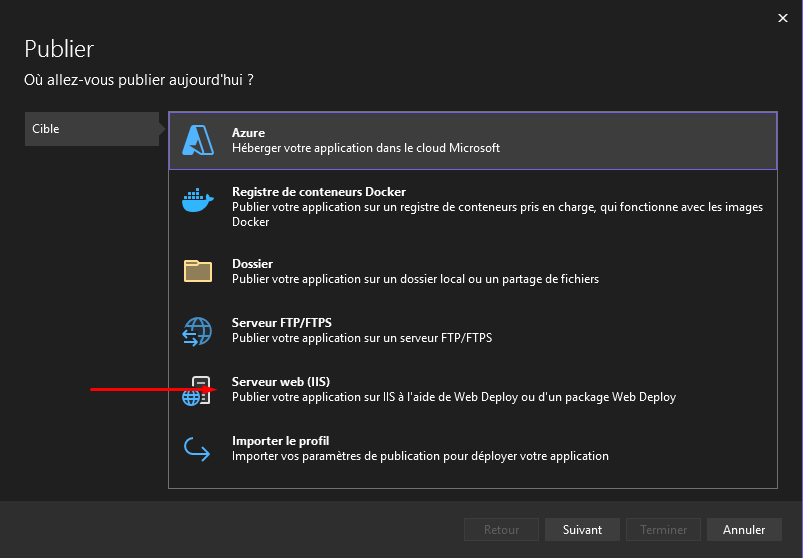 Publier
Où allez-vous publier aujourd'hui ?
Cible
Azure
Héberger votre application dans le cloud Microsoft
Registre de conteneurs Docker
Publier votre application sur un registre de conteneurs pris en charge, qui fonctionne avec les images
Docker
Dossier
Publier votre application sur un dossier local ou un partage de fichiers
Serveur FTP/FTPS
Publier votre application sur un serveur FTP/FTPS
Serveur web (IIS)
Publier votre application sur IIS à l'aide de Web Deploy ou d'un package Web Deploy
Importer le profil
Importer vos paramètres de publication pour déployer votre application
Retour
Suivant
Terminer
Annuler